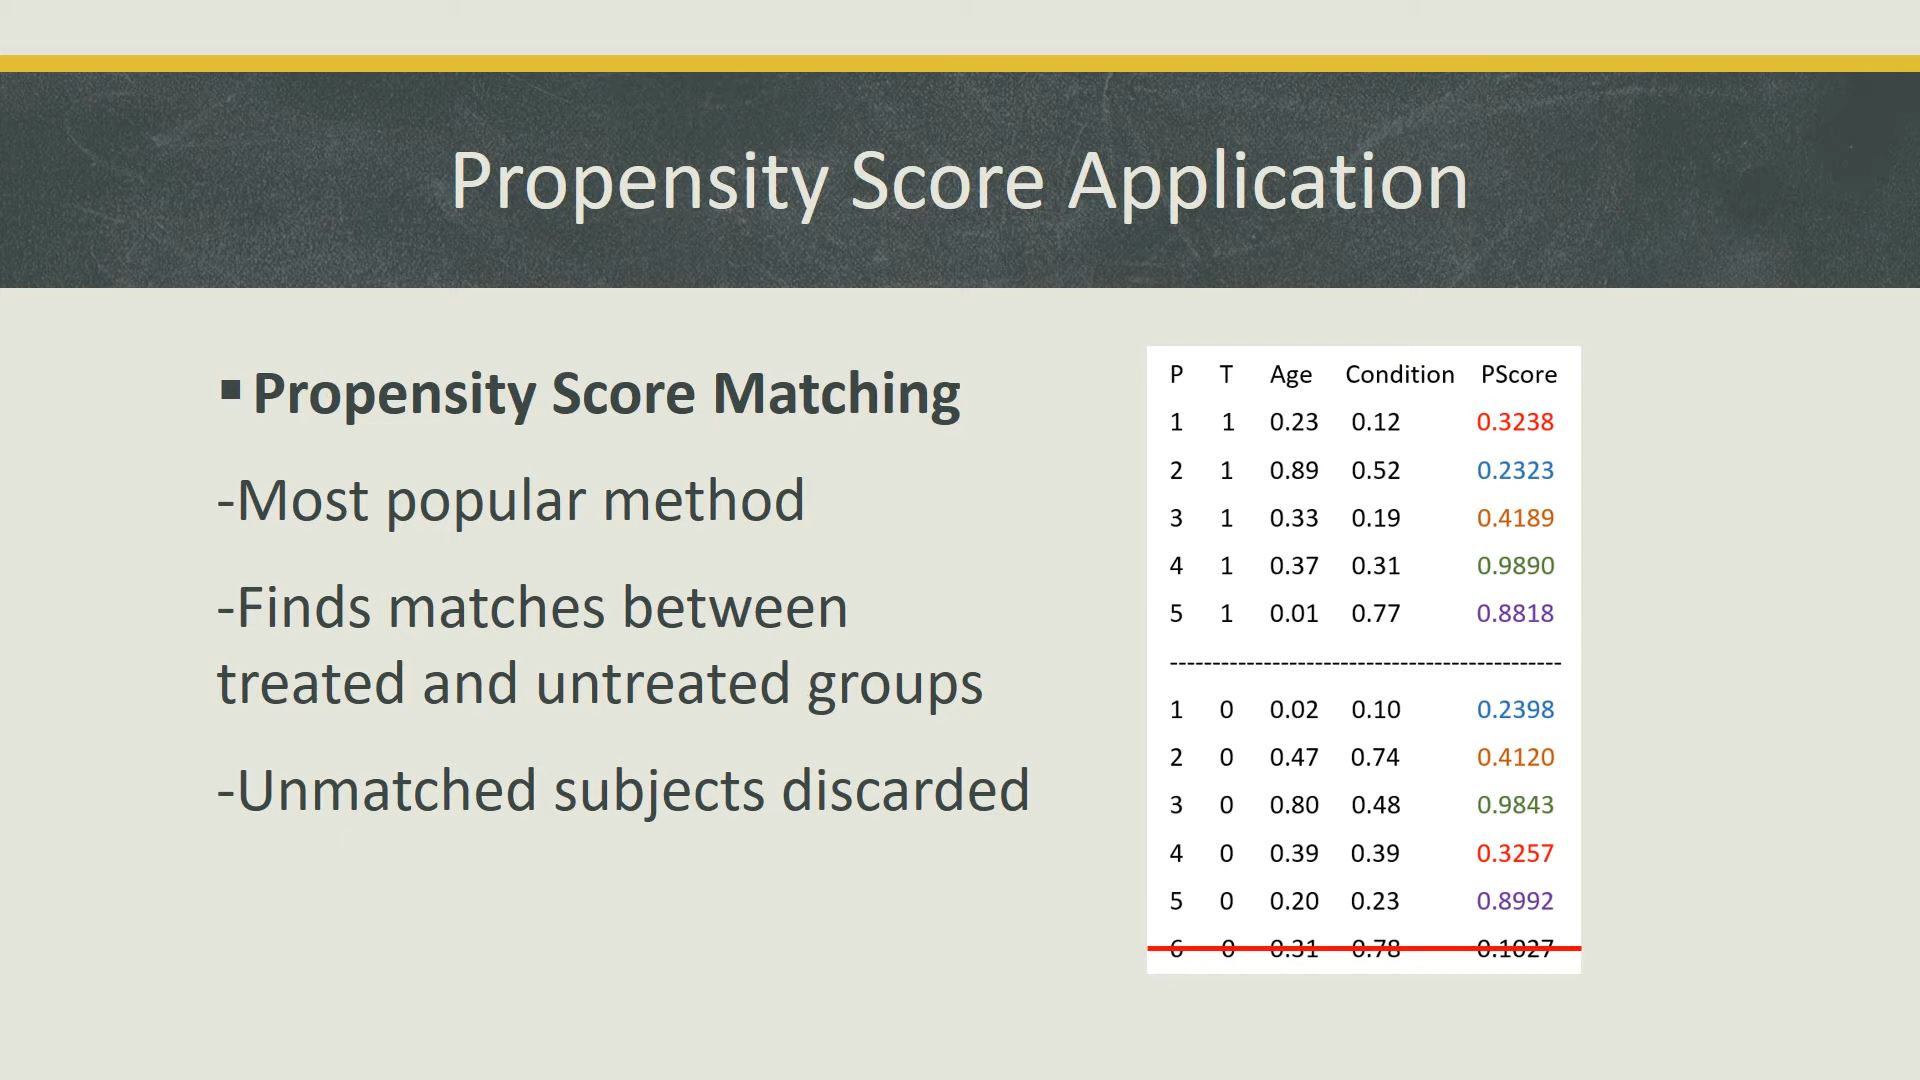 Propensity Score Application
▪ Propensity Score Matching
-Most popular method
-Finds matches between
treated and untreated groups
-Unmatched subjects discarded
P T Age Condition PScore
1 1 0.23 0.12 0.3238
2 1 0.89 0.52 0.2323
3 1 0.33 0.19 0.4189
4 1 0.37 0.31 0.9890
5 1 0.01 0.77 0.8818
-----------------------------------------------
1 0 0.02 0.10 0.2398
2 0 0.47 0.74 0.4120
3 0 0.80 0.48 0.9843
4 0 0.39 0.39 0.3257
5 0 0.20 0.23 0.8992
6 0 0.31 0.78 0.1027